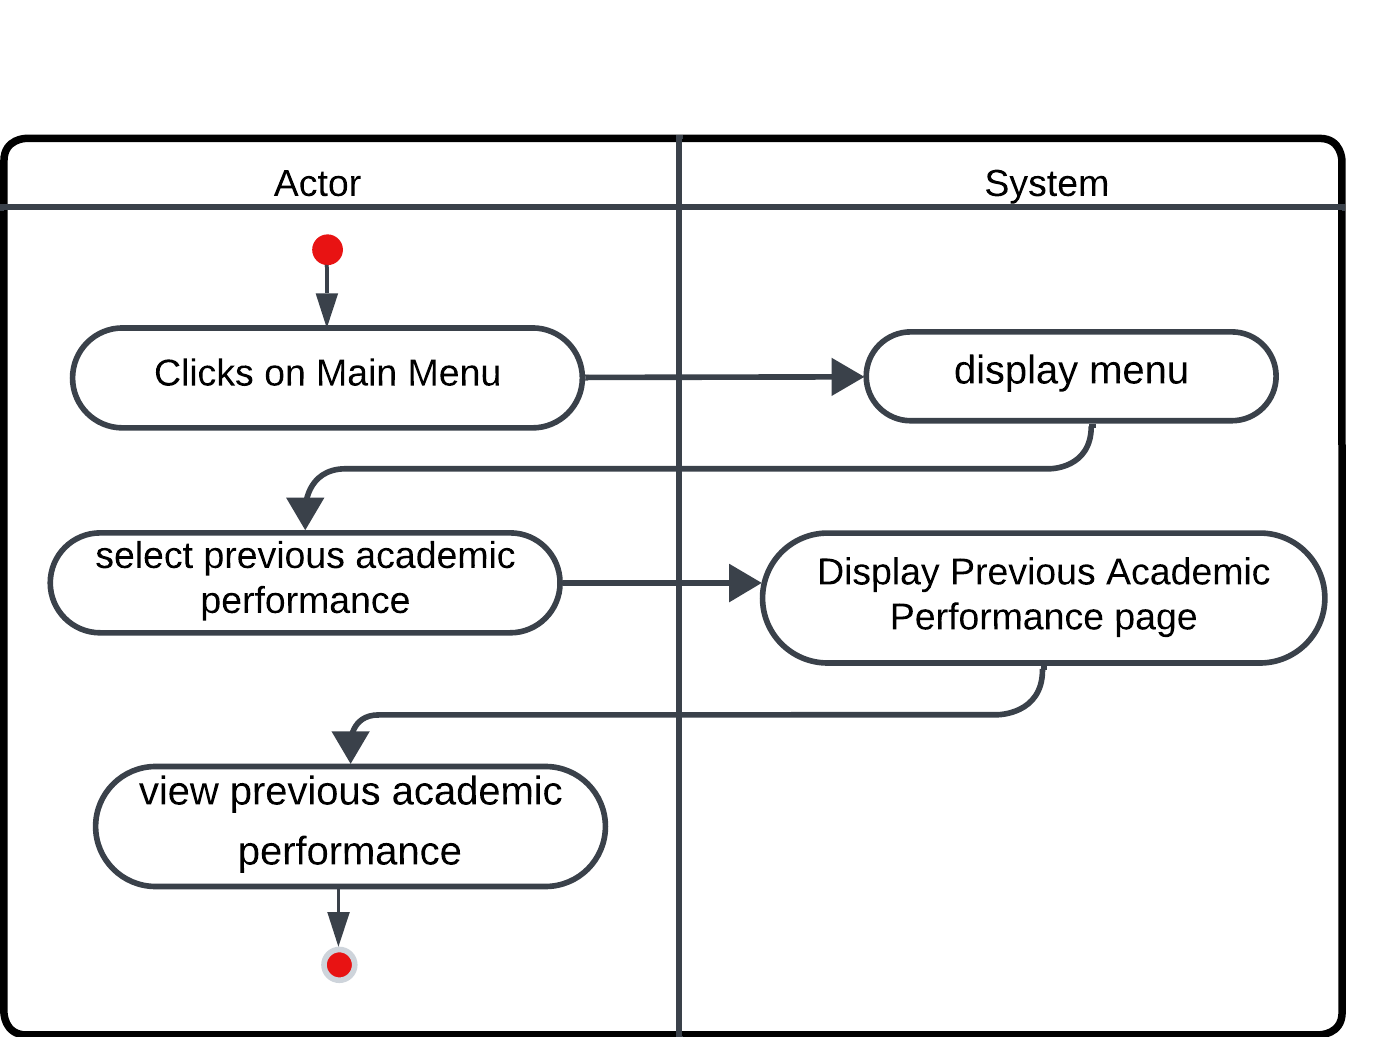 Actor
System
Clicks on Main Menu
display menu
select previous academic
performance
Display Previous Academic
Performance page
view previous academic
performance